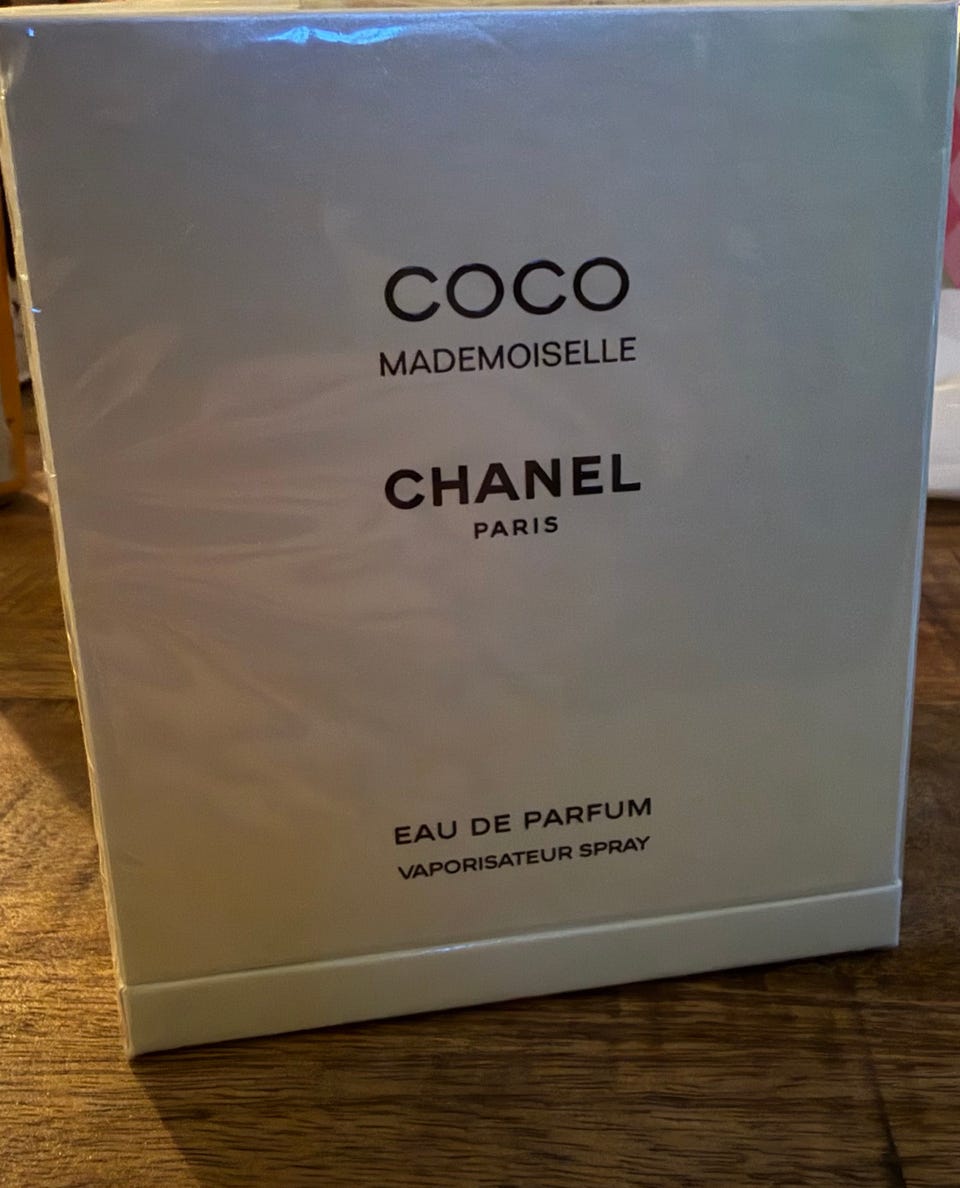 COCO
MADEMOISELLE
CHANEL
PARIS
EAU DE PARFUM
VAPORISATEUR SPRAY